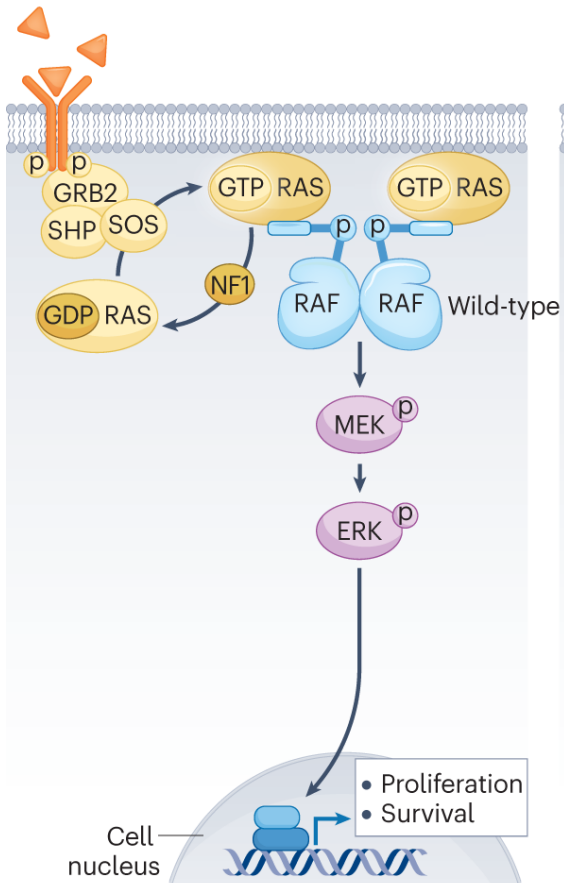 p
p
GRB2
SHP
SOS
GDP RAS
GTP RAS
NF1
GTP RAS
p
p
RAF
RAF
Wild-type
MEK
p
ERK
p
• Proliferation
• Survival
Cell
nucleus